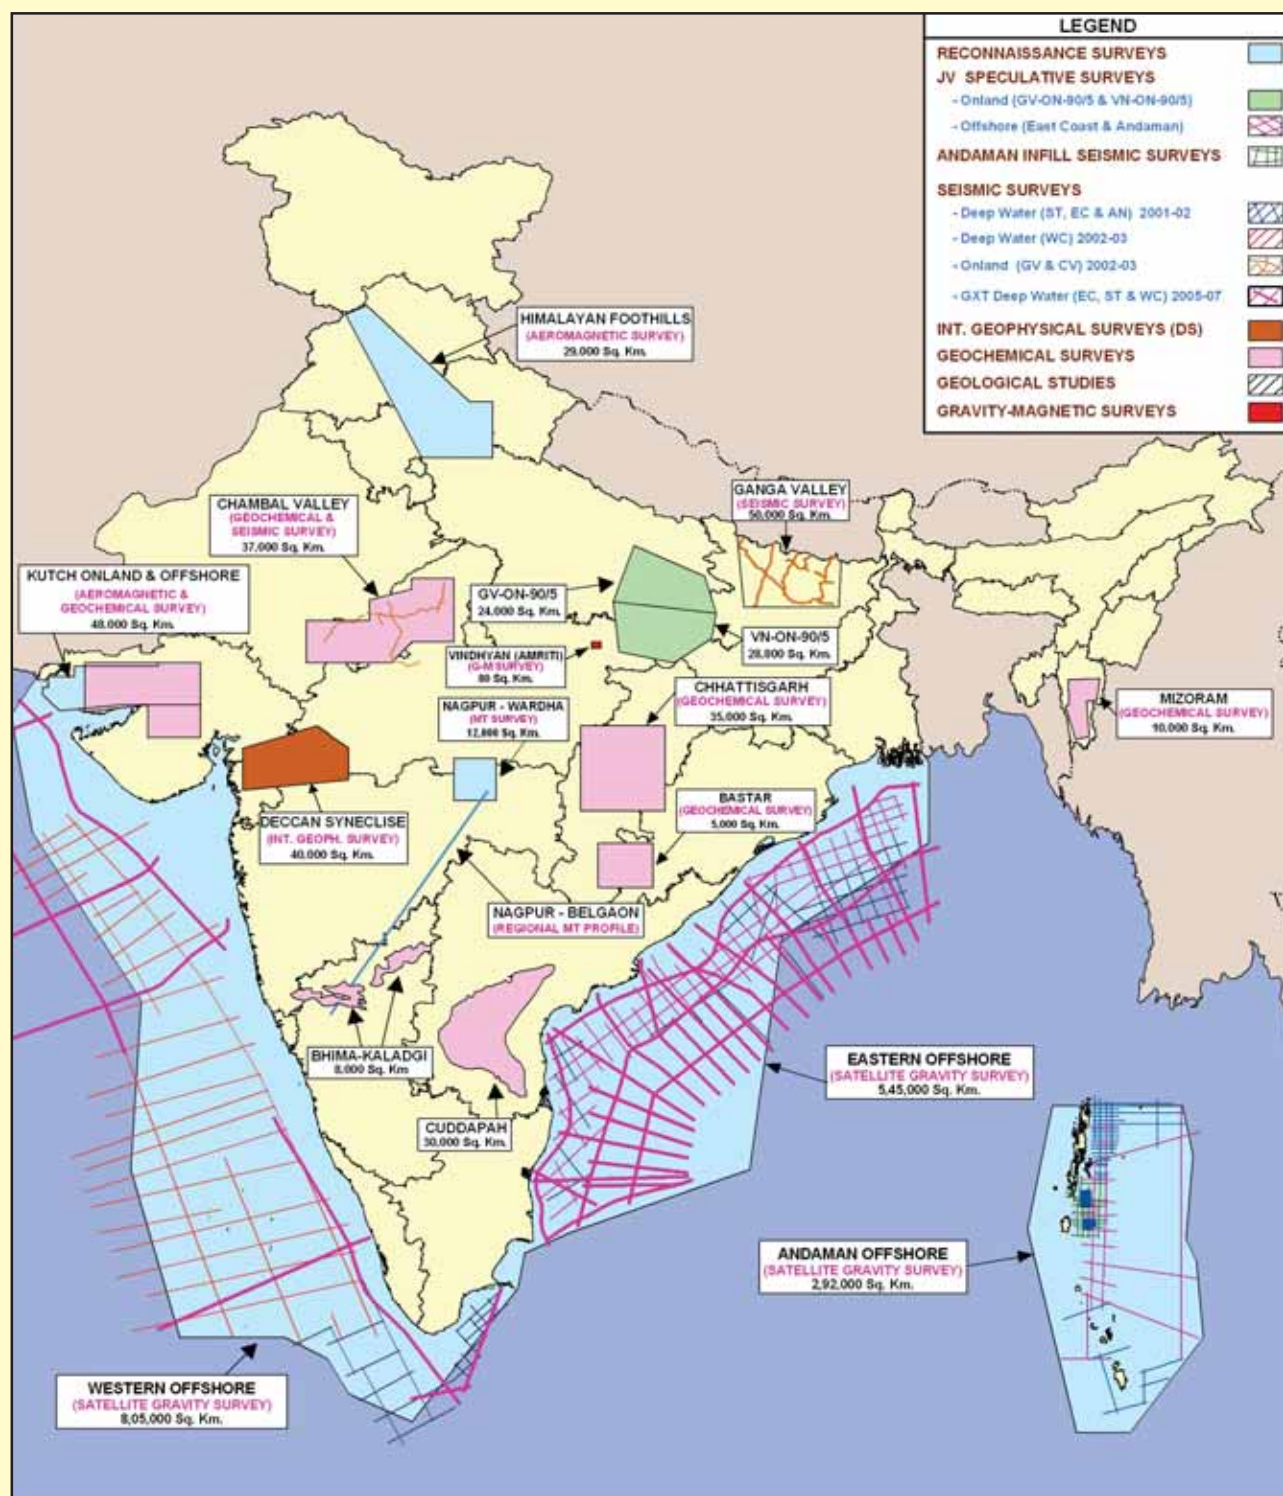 LEGEND
RECONNAISSANCE SURVEYS
JV SPECULATIVE SURVEYS
- Onland (GV-ON-90/5 & VN-ON-90/5)
- Offshore (East Coast & Andaman)
ANDAMAN INFILL SEISMIC SURVEYS
SEISMIC SURVEYS
- Deep Water (ST, EC & AN) 2001-02
- Deep Water (WC) 2002-03
- Onland (GV & CV) 2002-03
- GXT Deep Water (EC, ST & WC) 2005-07
INT. GEOPHYSICAL SURVEYS (DS)
GEOCHEMICAL SURVEYS
GEOLOGICAL STUDIES
GRAVITY-MAGNETIC SURVEYS
HIMALAYAN FOOTHILLS
(AEROMAGNETIC SURVEY)
29,000 Sq. Km.
CHAMBAL VALLEY
(GEOCHEMICAL &
SEISMIC SURVEY)
37,000 Sq. Km.
GANGA VALLEY
(SEISMIC SURVEY)
50,000 Sq. Km.
KUTCH ONLAND & OFFSHORE
(AEROMAGNETIC &
GEOCHEMICAL SURVEY)
48,000 Sq. Km.
GV-ON-90/5
24,000 Sq. Km.
VN-ON-90/5
28,800 Sq. Km.
VINDHYAN (AMRITI)
(G-M SURVEY)
80 Sq. Km.
CHHATTISGARH
(GEOCHEMICAL SURVEY)
35,000 Sq. Km.
MIZORAM
(GEOCHEMICAL SURVEY)
10,000 Sq. Km.
NAGPUR - WARDHA
(MT SURVEY)
12,000 Sq. Km.
BASTAR
(GEOCHEMICAL SURVEY)
5,000 Sq. Km.
DECCAN SYNECLISE
(INT. GEOPH. SURVEY)
40,000 Sq. Km.
NAGPUR - BELGAON
(REGIONAL MT PROFILE)
BHIMA-KALADGI
8,000 Sq. Km
CUDDAPAH
30,000 Sq. Km.
EASTERN OFFSHORE
(SATELLITE GRAVITY SURVEY)
5,45,000 Sq. Km.
ANDAMAN OFFSHORE
(SATELLITE GRAVITY SURVEY)
2,92,000 Sq. Km.
WESTERN OFFSHORE
(SATELLITE GRAVITY SURVEY)
8,05,000 Sq. Km.